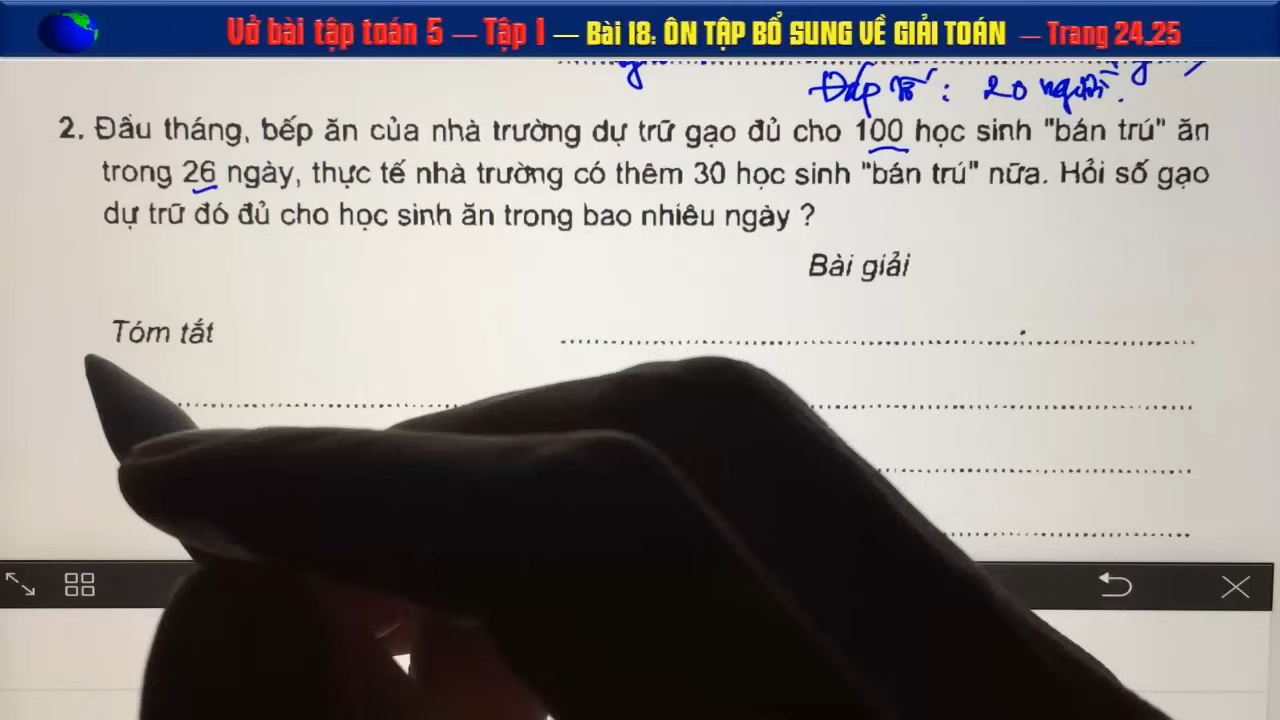 Vở bài tập toán 5 – Tập 1 – Bài 18: ÔN TẬP BỔ SUNG VỀ GIẢI TOÁN – Trang 24,25
Đáp số: 20 người.
2. Đầu tháng, bếp ăn của nhà trường dự trữ gạo đủ cho 100 học sinh "bán trú" ăn
trong 26 ngày, thực tế nhà trường có thêm 30 học sinh "bán trú" nữa. Hỏi số gạo
dự trữ đó đủ cho học sinh ăn trong bao nhiêu ngày ?
Bài giải
Tóm tắt